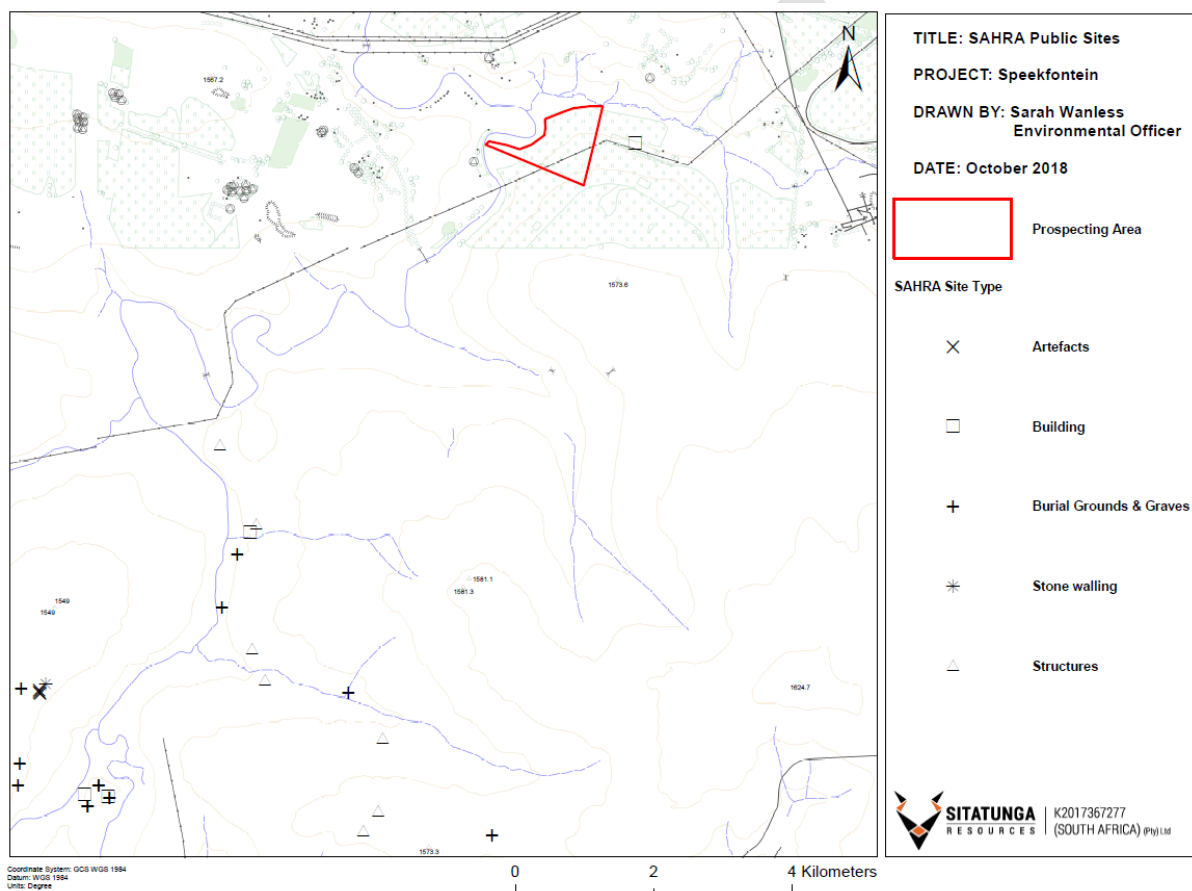 N
1567.2
1573.6
1581.1
1581.3
1549
1549
1624.7
1573.3
TITLE: SAHRA Public Sites
PROJECT: Speekfontein
DRAWN BY: Sarah Wanless
Environmental Officer
DATE: October 2018
Prospecting Area
SAHRA Site Type
Artefacts
Building
Burial Grounds & Graves
Stone walling
Structures
SITATUNGA
RESOURCES
K2017367277
(SOUTH AFRICA) (Pty) Ltd
Coordinate System: GCS WGS 1984
Datum: WGS 1984
Units: Degree
0 2 4 Kilometers